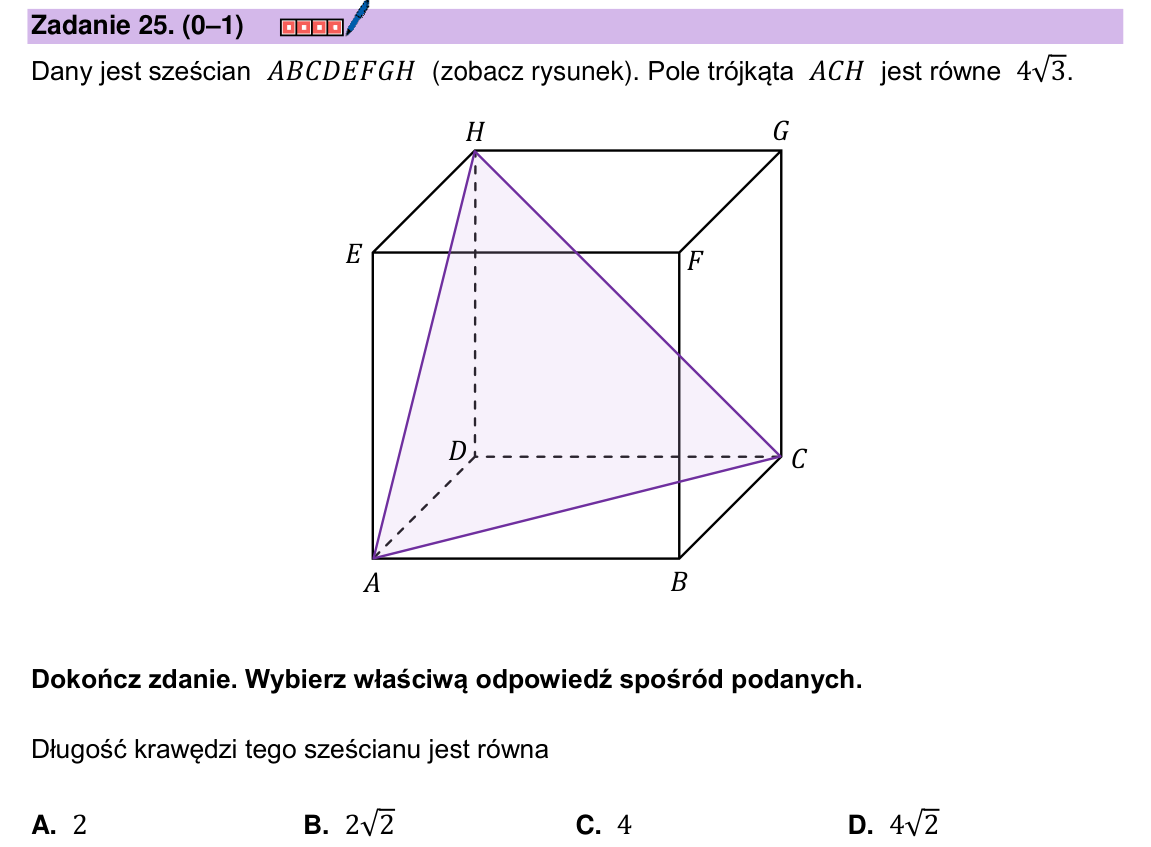 Zadanie 25. (0–1)
Dany jest sześcian ABCDEFGH (zobacz rysunek). Pole trójkąta ACH jest równe 4√3.
H G
E F
D C
A B
Dokończ zdanie. Wybierz właściwą odpowiedź spośród podanych.
Długość krawędzi tego sześcianu jest równa
A. 2 B. 2√2 C. 4 D. 4√2